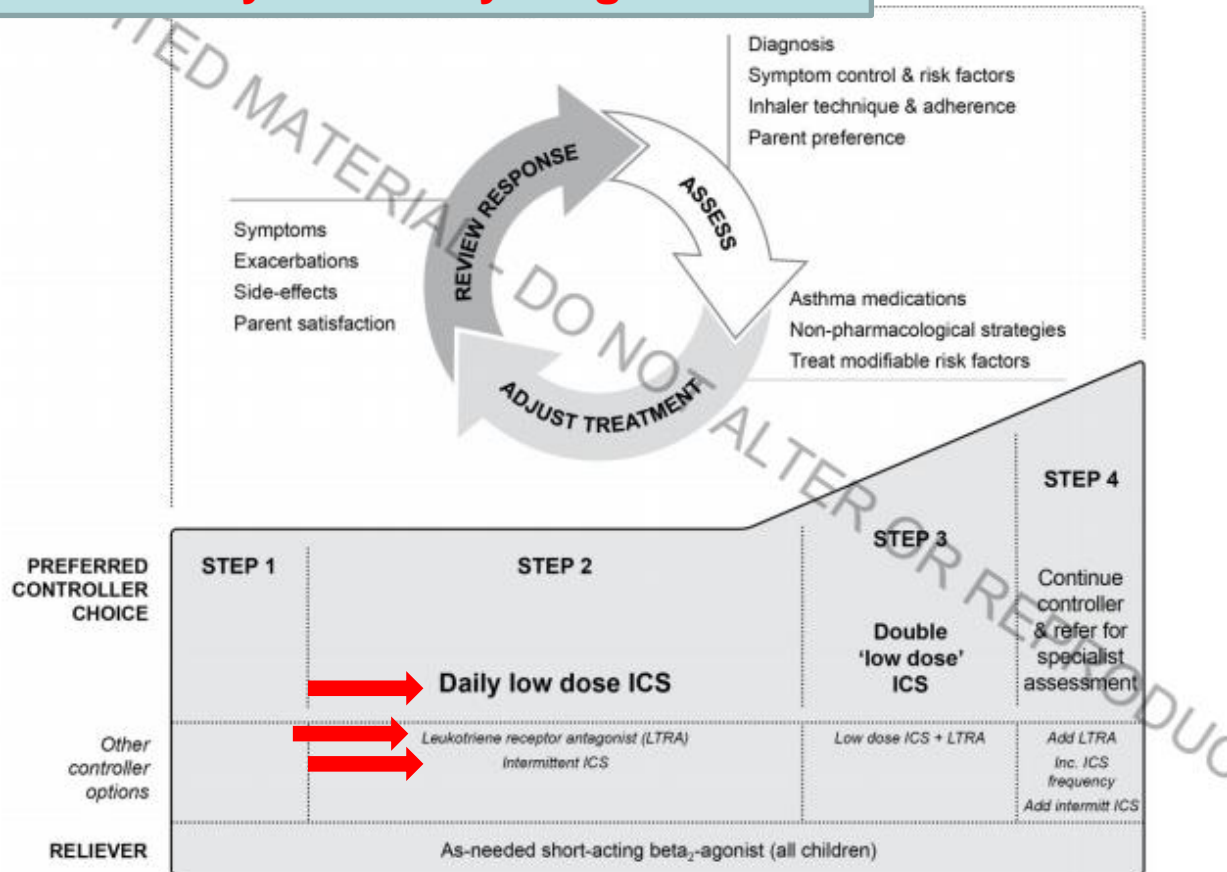 Diagnosis
Symptom control & risk factors
Inhaler technique & adherence
Parent preference
Symptoms
Exacerbations
Side-effects
Parent satisfaction
REVIEW RESPONSE
ASSESS
ADJUST TREATMENT
Asthma medications
Non-pharmacological strategies
Treat modifiable risk factors
MATERIAL - DO NOT ALTER OR
PREFERRED
CONTROLLER
CHOICE
STEP 1
STEP 2
Daily low dose ICS
STEP 3
Double
‘low dose’
ICS
STEP 4
Continue
controller
& refer for
specialist
assessment
Other
controller
options
Leukotriene receptor antagonist (LTRA)
Intermittent ICS
Low dose ICS + LTRA
Add LTRA
Inc. ICS
frequency
Add intermitt ICS
RELIEVER
As-needed short-acting beta₂-agonist (all children)